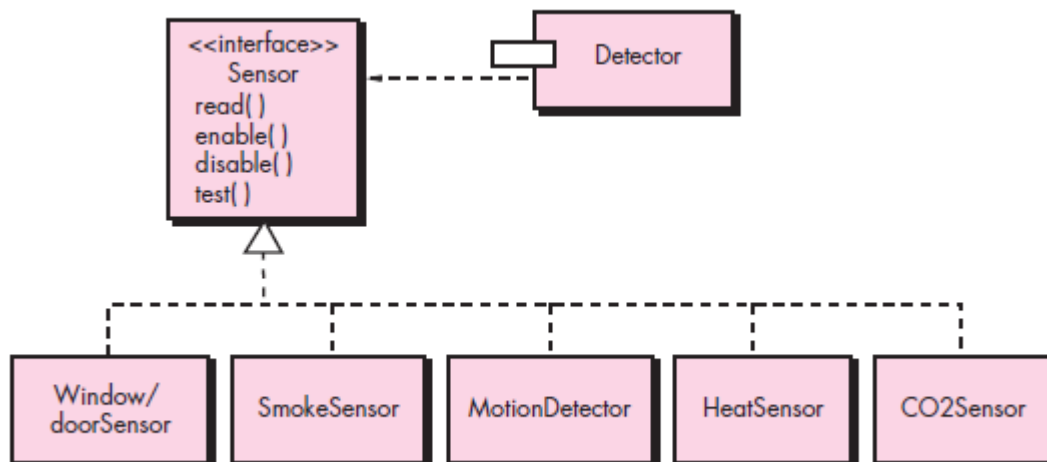 <<interface>>
Sensor
read( )
enable( )
disable( )
test( )
Detector
Window/
doorSensor
SmokeSensor
MotionDetector
HeatSensor
CO2Sensor